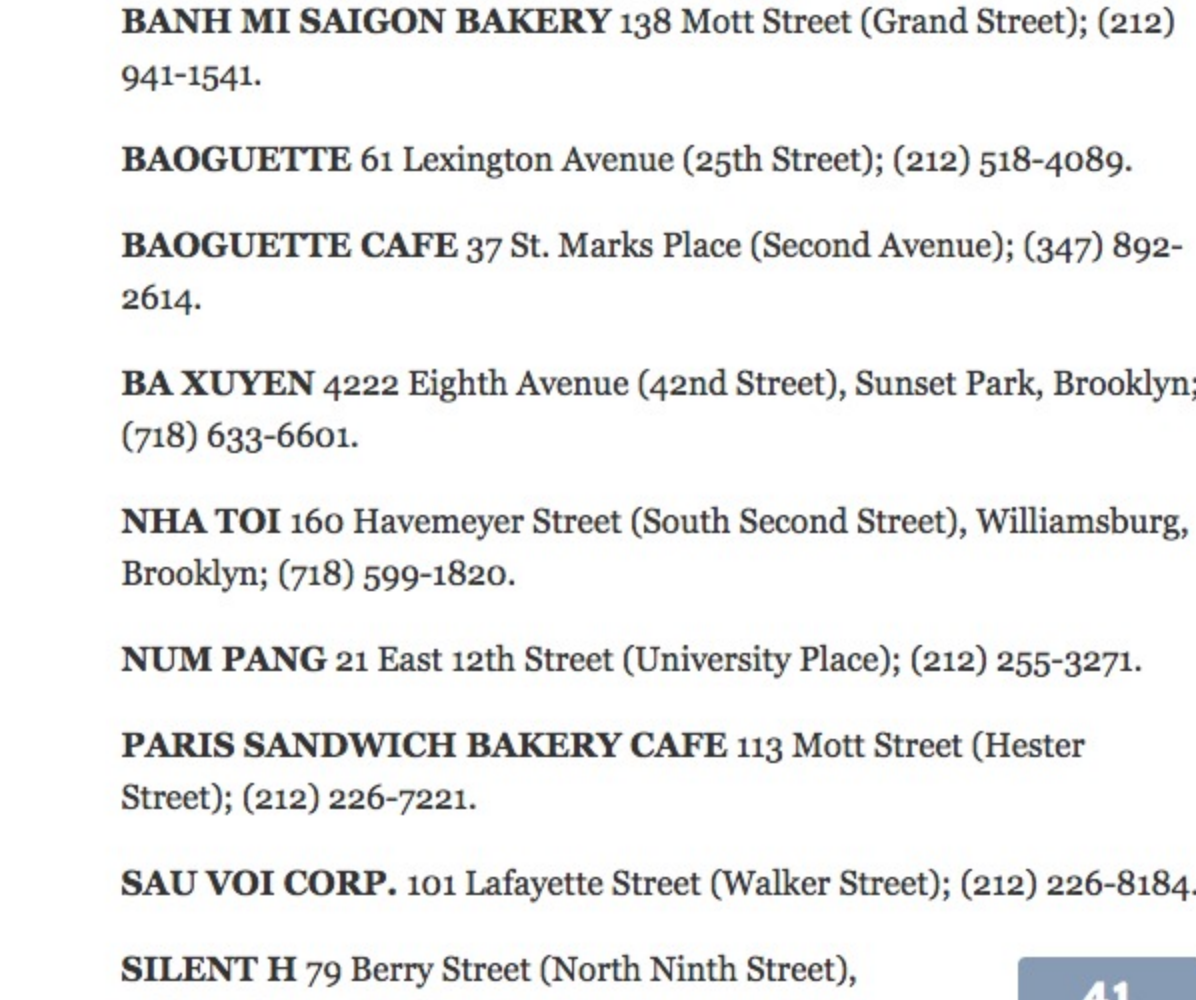 BANH MI SAIGON BAKERY 138 Mott Street (Grand Street); (212)
941-1541.
BAOGUETTE 61 Lexington Avenue (25th Street); (212) 518-4089.
BAOGUETTE CAFE 37 St. Marks Place (Second Avenue); (347) 892-
2614.
BA XUYEN 4222 Eighth Avenue (42nd Street), Sunset Park, Brooklyn;
(718) 633-6601.
NHA TOI 160 Havemeyer Street (South Second Street), Williamsburg,
Brooklyn; (718) 599-1820.
NUM PANG 21 East 12th Street (University Place); (212) 255-3271.
PARIS SANDWICH BAKERY CAFE 113 Mott Street (Hester
Street); (212) 226-7221.
SAU VOI CORP. 101 Lafayette Street (Walker Street); (212) 226-8184.
SILENT H 79 Berry Street (North Ninth Street),
41